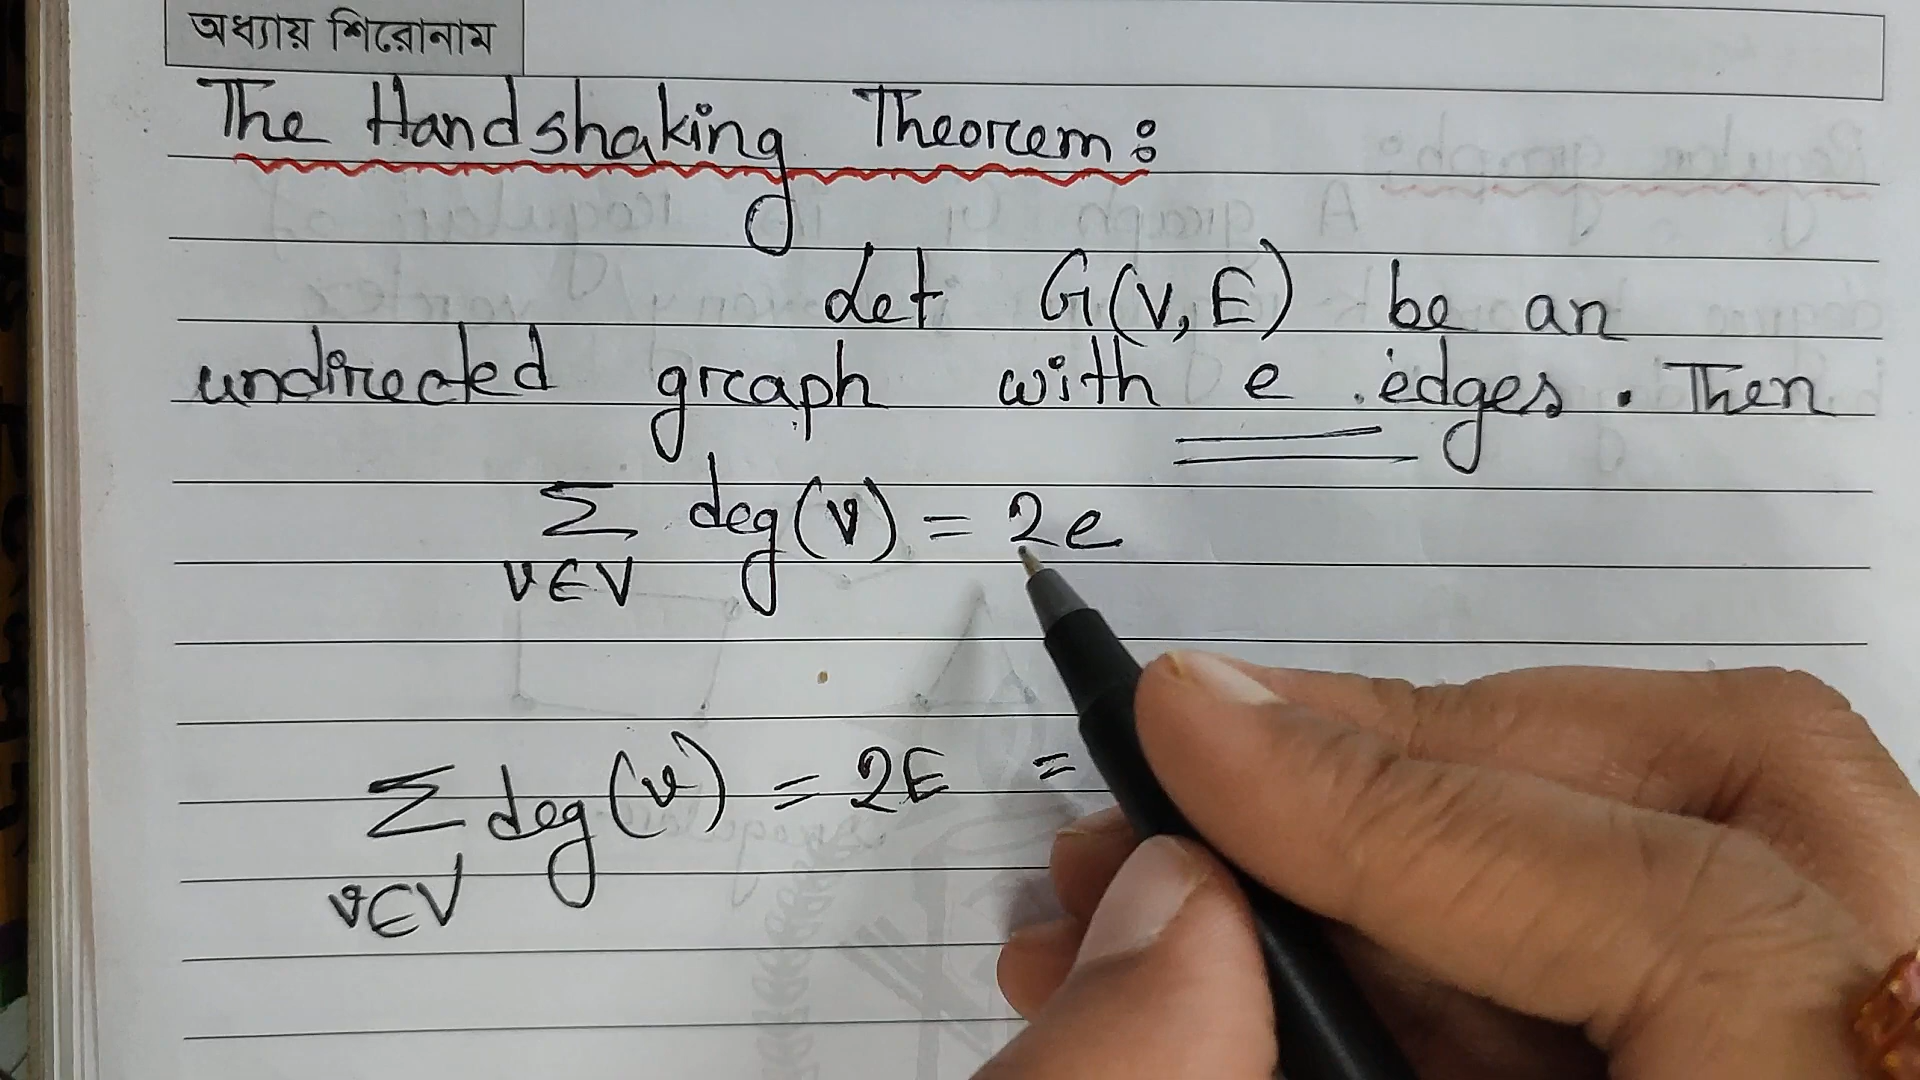 অধ্যায় শিরোনাম
The Handshaking Theorem:
Let G(V, E) be an
undirected graph with e edges. Then
Σ deg(v) = 2e
v∈V
Σ deg(v) = 2E =
v∈V